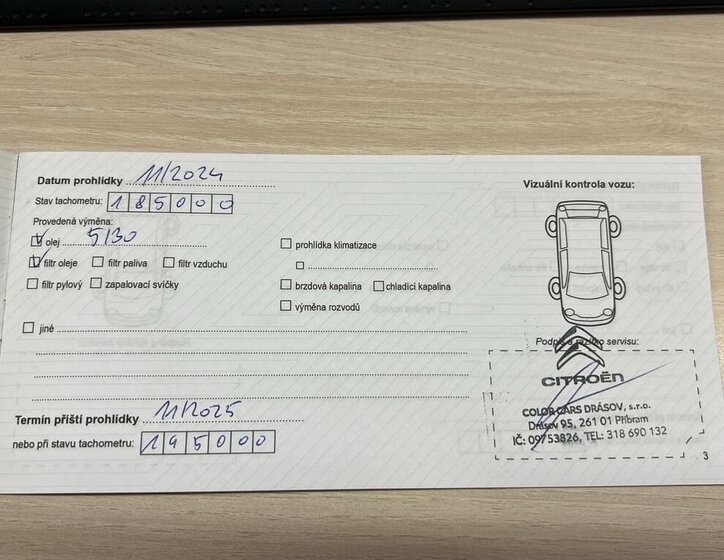 Datum prohlídky 11/2024
Stav tachometru: 185000
Provedená výměna:
olej 5/30
filtr oleje filtr paliva filtr vzduchu
filtr pylový zapalovací svíčky
jiné
prohlídka klimatizace
brzdová kapalina chladící kapalina
výměna rozvodů
Termín příští prohlídky 11/2025
nebo při stavu tachometru: 195000
Vizuální kontrola vozu:
Podpis a razítko servisu:
CITROËN
COLOR CARS DRÁSOV, s.r.o.
Drásov 95, 261 01 Příbram
IČ: 09753826, TEL: 318 690 132
3